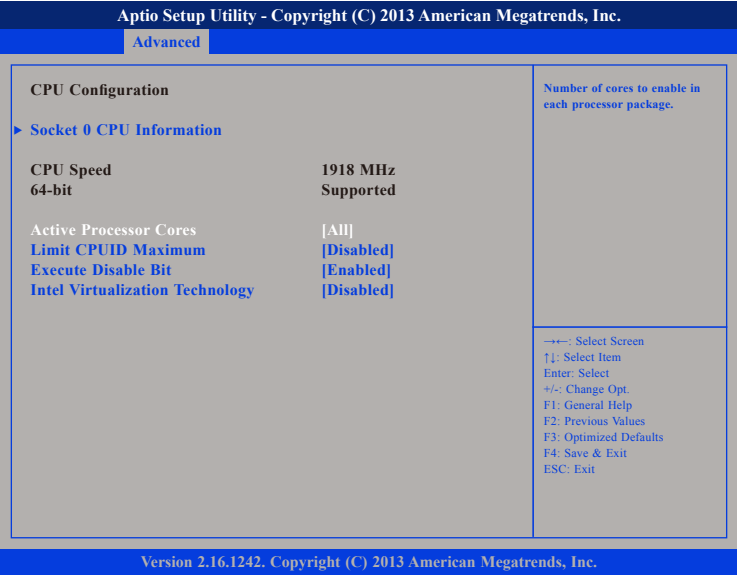 Aptio Setup Utility - Copyright (C) 2013 American Megatrends, Inc.
Advanced
CPU Configuration
Socket 0 CPU Information
CPU Speed 1918 MHz
64-bit Supported
Active Processor Cores [All]
Limit CPUID Maximum [Disabled]
Execute Disable Bit [Enabled]
Intel Virtualization Technology [Disabled]
Number of cores to enable in
each processor package.
→←: Select Screen
↑↓: Select Item
Enter: Select
+/-: Change Opt.
F1: General Help
F2: Previous Values
F3: Optimized Defaults
F4: Save & Exit
ESC: Exit
Version 2.16.1242. Copyright (C) 2013 American Megatrends, Inc.